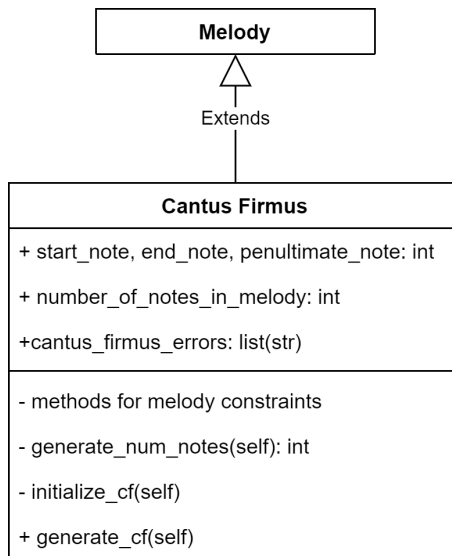 Melody
Extends
Cantus Firmus
+ start_note, end_note, penultimate_note: int
+ number_of_notes_in_melody: int
+cantus_firmus_errors: list(str)
- methods for melody constraints
- generate_num_notes(self): int
- initialize_cf(self)
+ generate_cf(self)